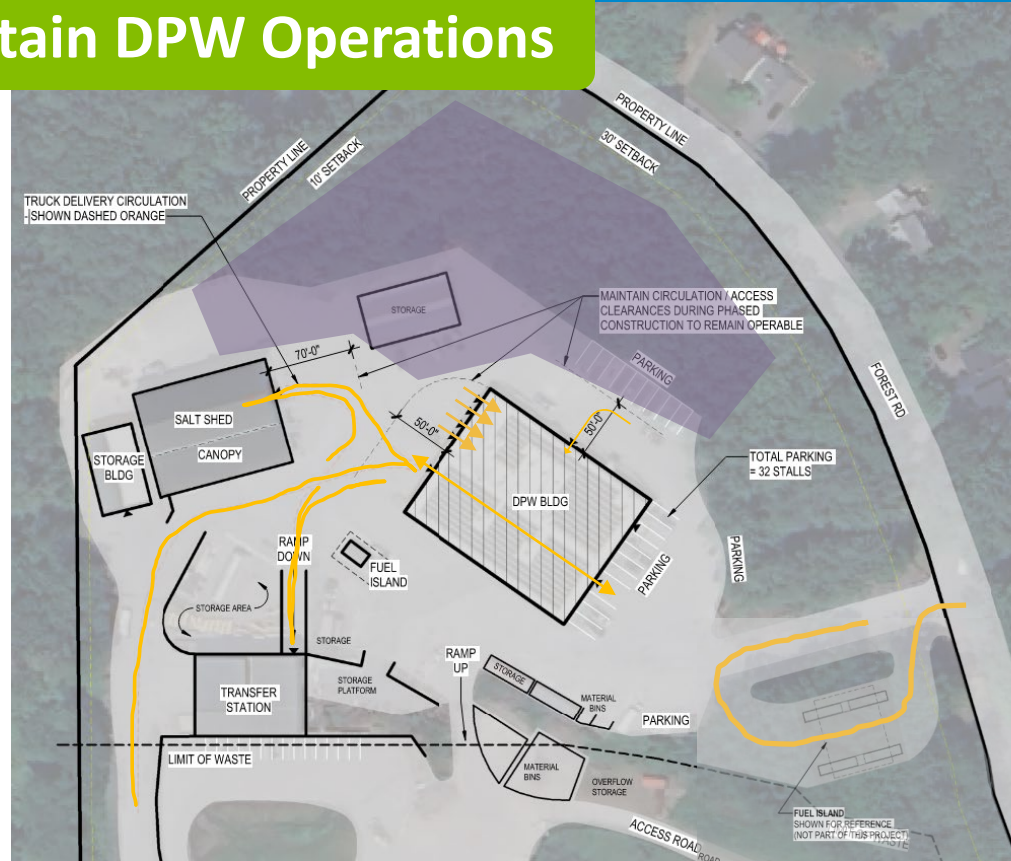 tain DPW Operations
PROPERTY LINE
10' SETBACK
PROPERTY LINE
30' SETBACK
TRUCK DELIVERY CIRCULATION
- SHOWN DASHED ORANGE
STORAGE
MAINTAIN CIRCULATION / ACCESS
CLEARANCES DURING PHASED
CONSTRUCTION TO REMAIN OPERABLE
70'-0"
PARKING
FOREST RD
SALT SHED
CANOPY
STORAGE
BLDG
50'-0"
50'-0"
TOTAL PARKING
= 32 STALLS
DPW BLDG
RAMP
DOWN
FUEL
ISLAND
PARKING
PARKING
STORAGE AREA
STORAGE
STORAGE
PLATFORM
RAMP
UP
STORAGE
MATERIAL
BINS
TRANSFER
STATION
PARKING
LIMIT OF WASTE
MATERIAL
BINS
OVERFLOW
STORAGE
ACCESS ROAD
ROAD
FUEL ISLAND
SHOWN FOR REFERENCE
(NOT PART OF THIS PROJECT)
WASTE